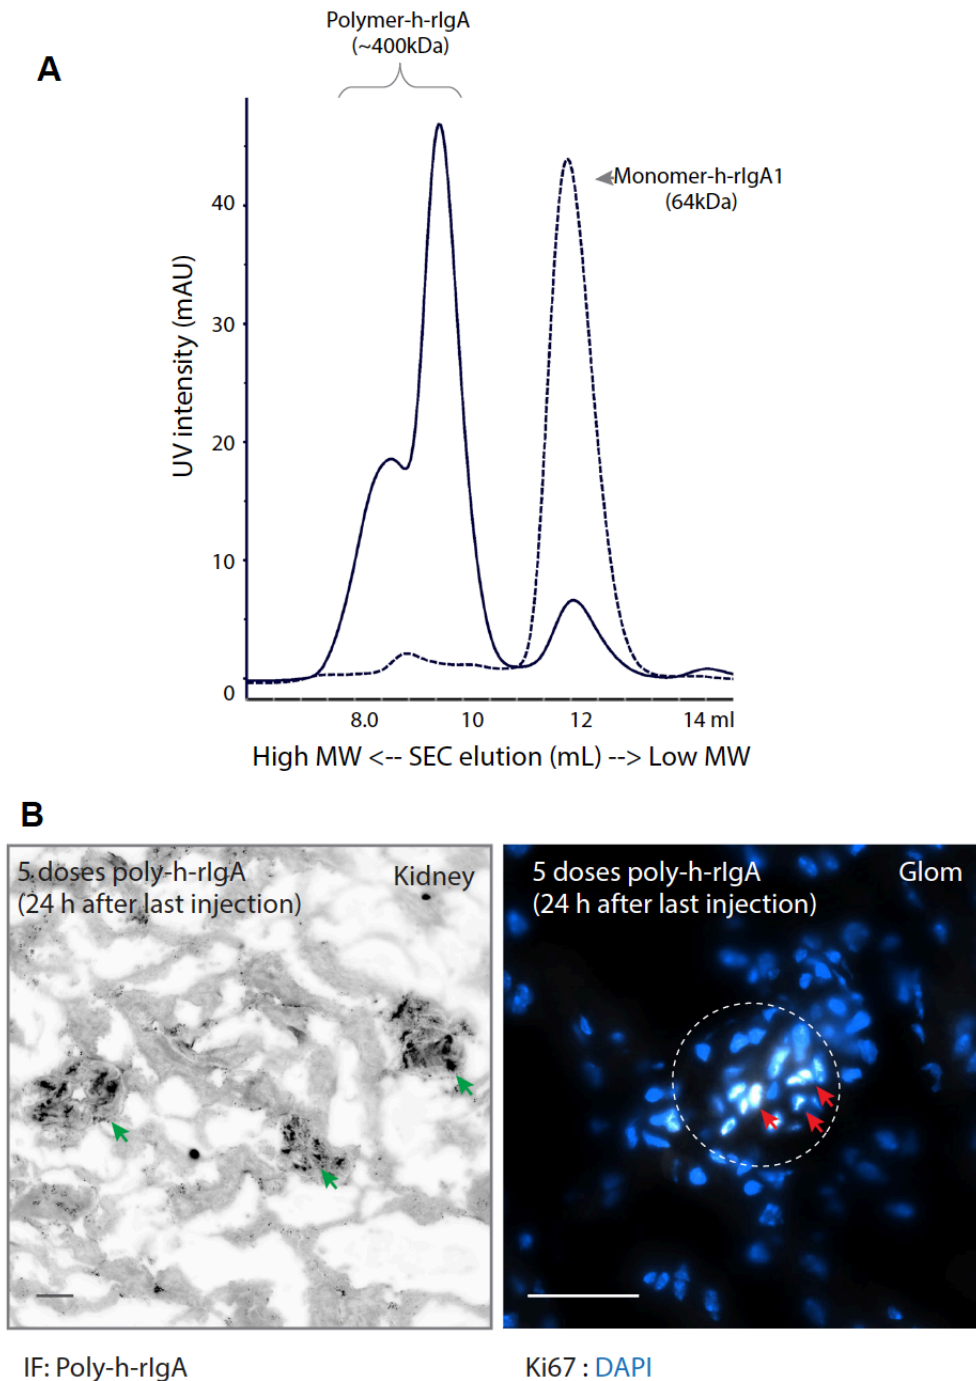 A
Polymer-h-rIgA
(~400kDa)
Monomer-h-rIgA1
(64kDa)
UV intensity (mAU)
40
30
20
10
0
8.0 10 12 14 ml
High MW <-- SEC elution (mL) --> Low MW
B
5 doses poly-h-rIgA
(24 h after last injection)
Kidney
5 doses poly-h-rIgA
(24 h after last injection)
Glom
IF: Poly-h-rIgA
Ki67 : DAPI